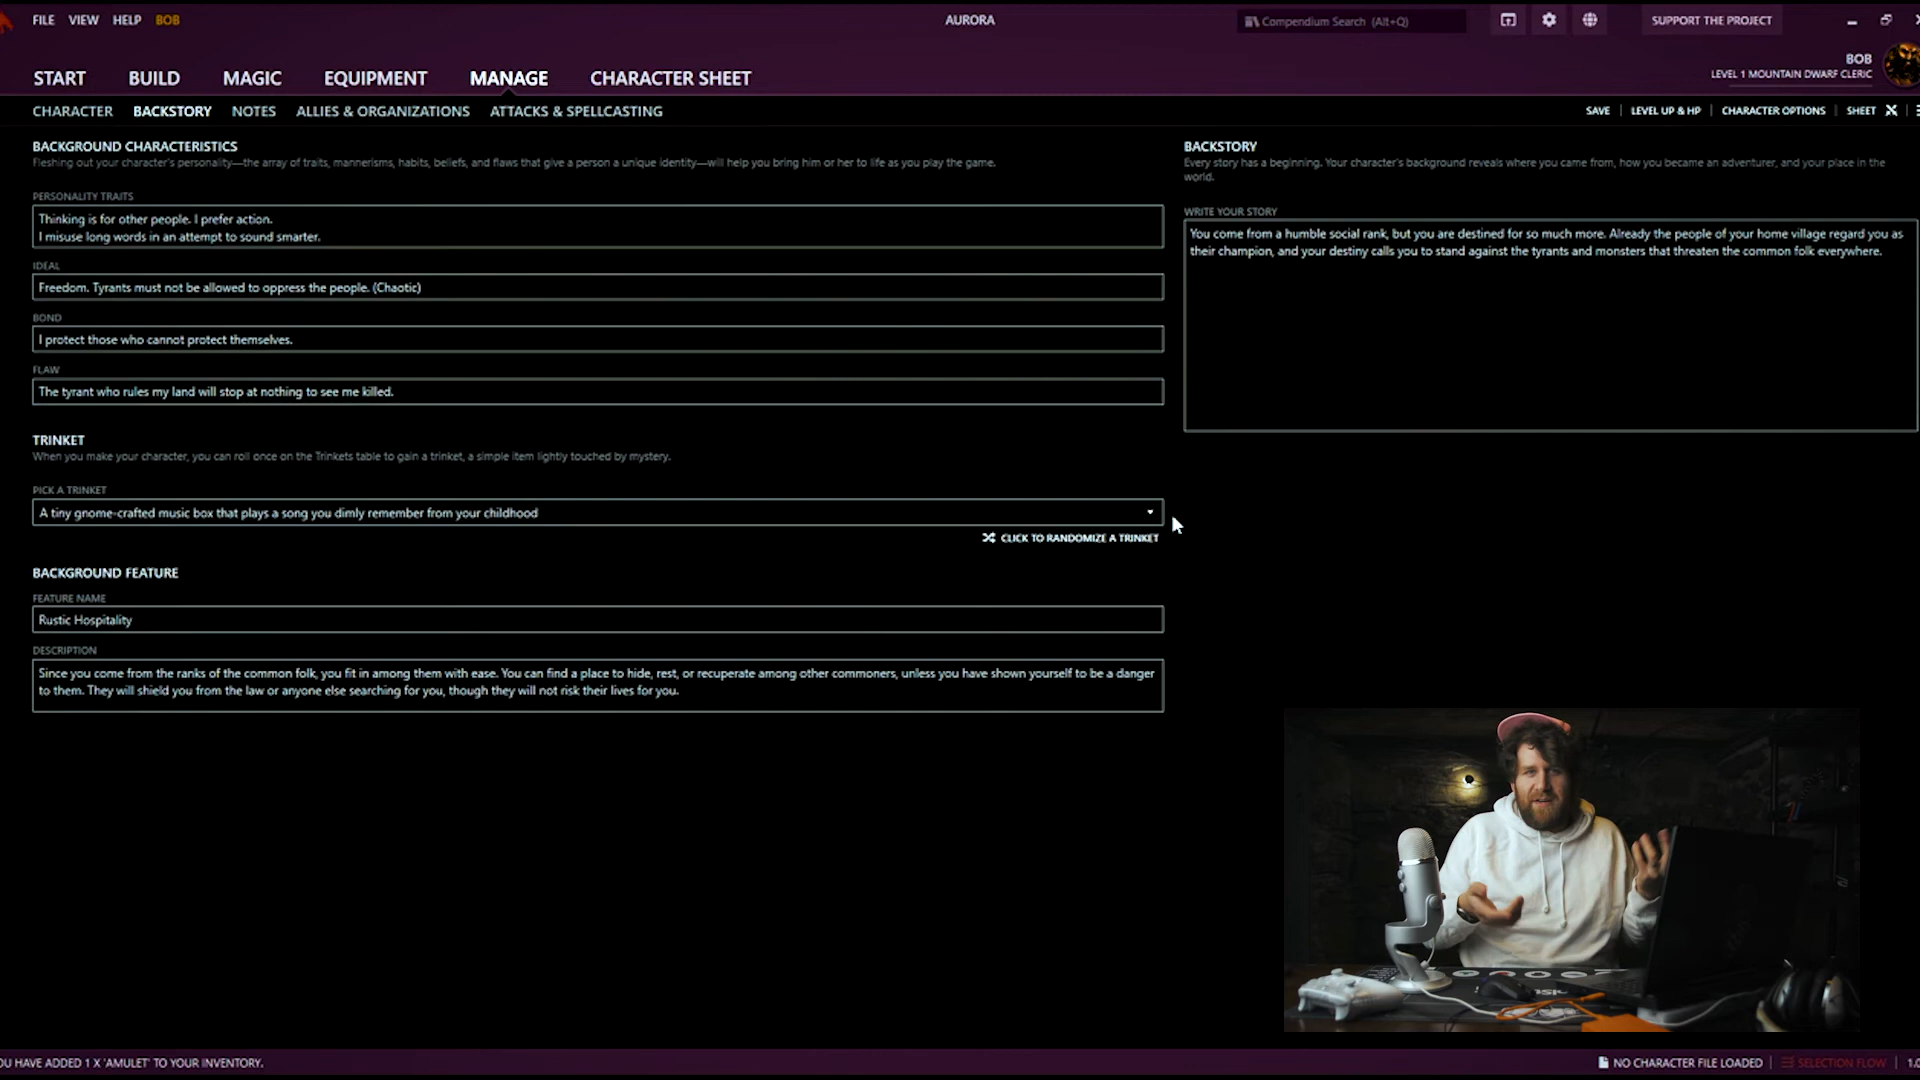 FILE VIEW HELP BOB
AURORA
Compendium Search (Alt+Q)
SUPPORT THE PROJECT
START BUILD MAGIC EQUIPMENT MANAGE CHARACTER SHEET
BOB
LEVEL 1 MOUNTAIN DWARF CLERIC
CHARACTER BACKSTORY NOTES ALLIES & ORGANIZATIONS ATTACKS & SPELLCASTING
SAVE LEVEL UP & HP CHARACTER OPTIONS SHEET
BACKGROUND CHARACTERISTICS
Fleshing out your character's personality—the array of traits, mannerisms, habits, beliefs, and flaws that give a person a unique identity—will help you bring him or her to life as you play the game.
PERSONALITY TRAITS
Thinking is for other people. I prefer action.
I misuse long words in an attempt to sound smarter.
IDEAL
Freedom. Tyrants must not be allowed to oppress the people. (Chaotic)
BOND
I protect those who cannot protect themselves.
FLAW
The tyrant who rules my land will stop at nothing to see me killed.
TRINKET
When you make your character, you can roll once on the Trinkets table to gain a trinket, a simple item lightly touched by mystery.
PICK A TRINKET
A tiny gnome-crafted music box that plays a song you dimly remember from your childhood
CLICK TO RANDOMIZE A TRINKET
BACKGROUND FEATURE
FEATURE NAME
Rustic Hospitality
DESCRIPTION
Since you come from the ranks of the common folk, you fit in among them with ease. You can find a place to hide, rest, or recuperate among other commoners, unless you have shown yourself to be a danger
to them. They will shield you from the law or anyone else searching for you, though they will not risk their lives for you.
BACKSTORY
Every story has a beginning. Your character's background reveals where you came from, how you became an adventurer, and your place in the
world.
WRITE YOUR STORY
You come from a humble social rank, but you are destined for so much more. Already the people of your home village regard you as
their champion, and your destiny calls you to stand against the tyrants and monsters that threaten the common folk everywhere.
OU HAVE ADDED 1 X 'AMULET' TO YOUR INVENTORY.
NO CHARACTER FILE LOADED
SELECTION FLOW
1.0